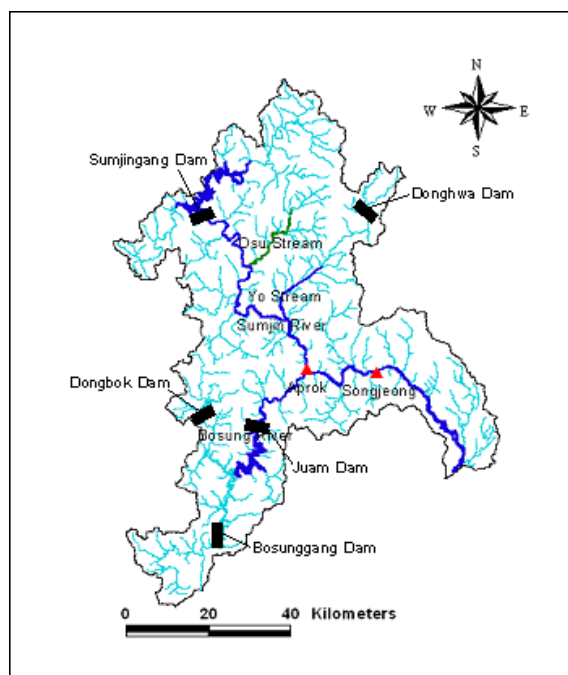 N
W E
S
Sumjingang Dam
Donghwa Dam
Osu Stream
Yo Stream
Sumjin River
Aprok
Songjeong
Dongbok Dam
Bosung River
Juam Dam
Bosunggang Dam
0 20 40 Kilometers